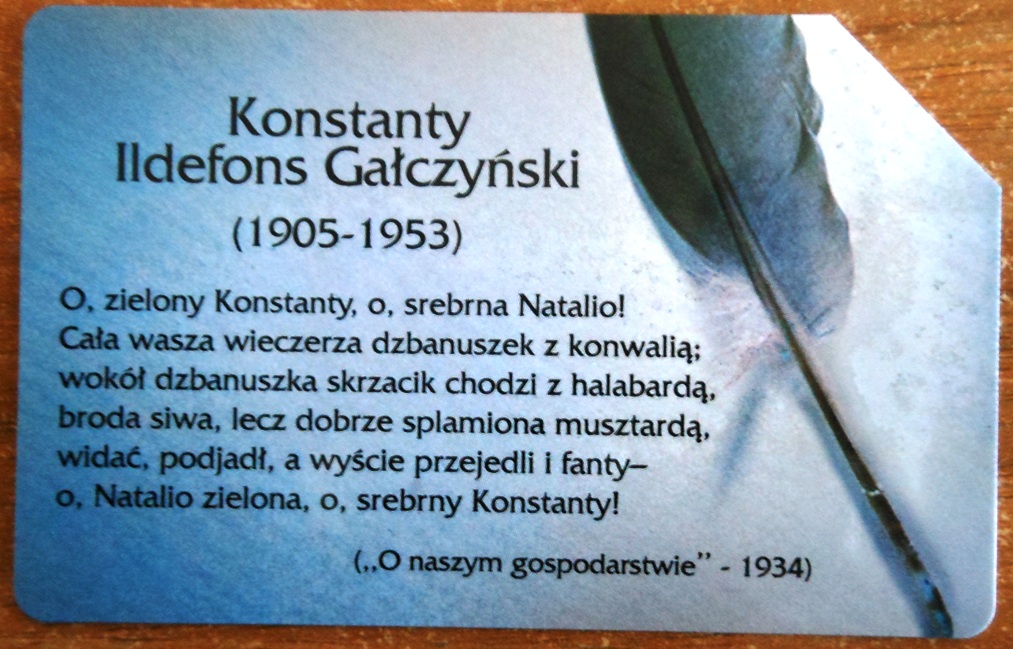 Konstanty
Ildefons Gałczyński
(1905-1953)
O, zielony Konstanty, o, srebrna Natalio!
Cała wasza wieczerza dzbanuszek z konwalią;
wokół dzbanuszka skrzacik chodzi z halabardą,
broda siwa, lecz dobrze splamiona musztardą,
widać, podjadł, a wyście przejedli i fanty–
o, Natalio zielona, o, srebrny Konstanty!
(„O naszym gospodarstwie” - 1934)